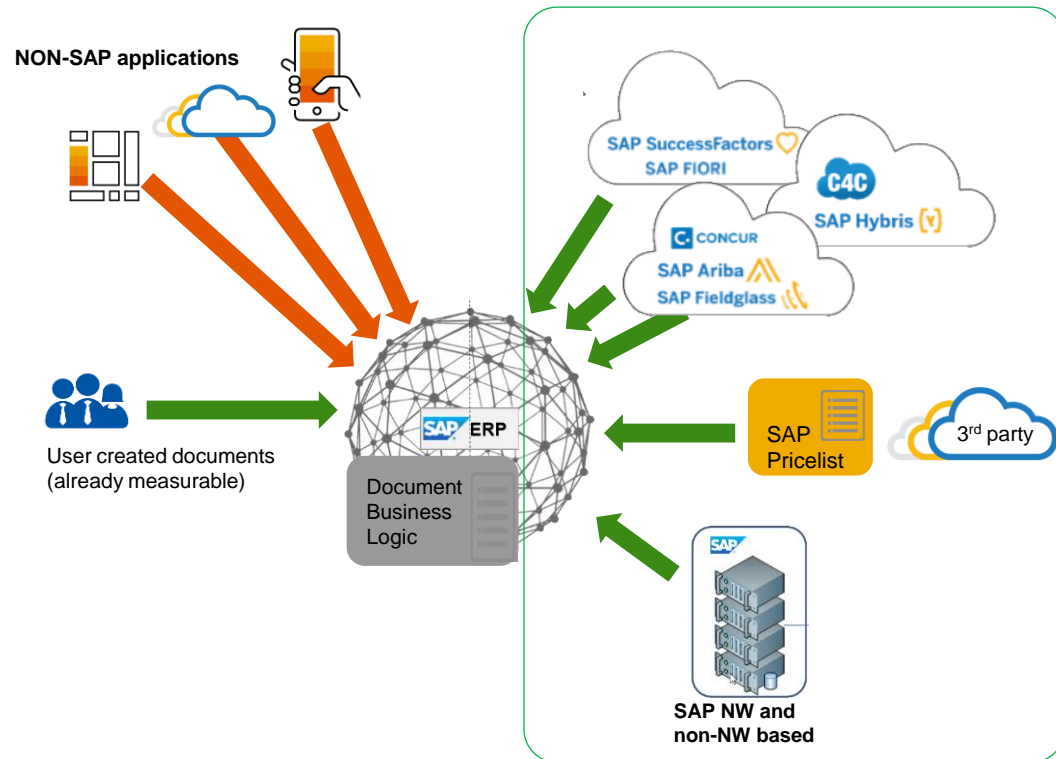 NON-SAP applications
SAP SuccessFactors
SAP FIORI
C4C
SAP Hybris [Y]
C. CONCUR
SAP Ariba
SAP Fieldglass
SAP ERP
User created documents
(already measurable)
Document
Business
Logic
SAP
Pricelist
3rd party
SAP
SAP NW and
non-NW based